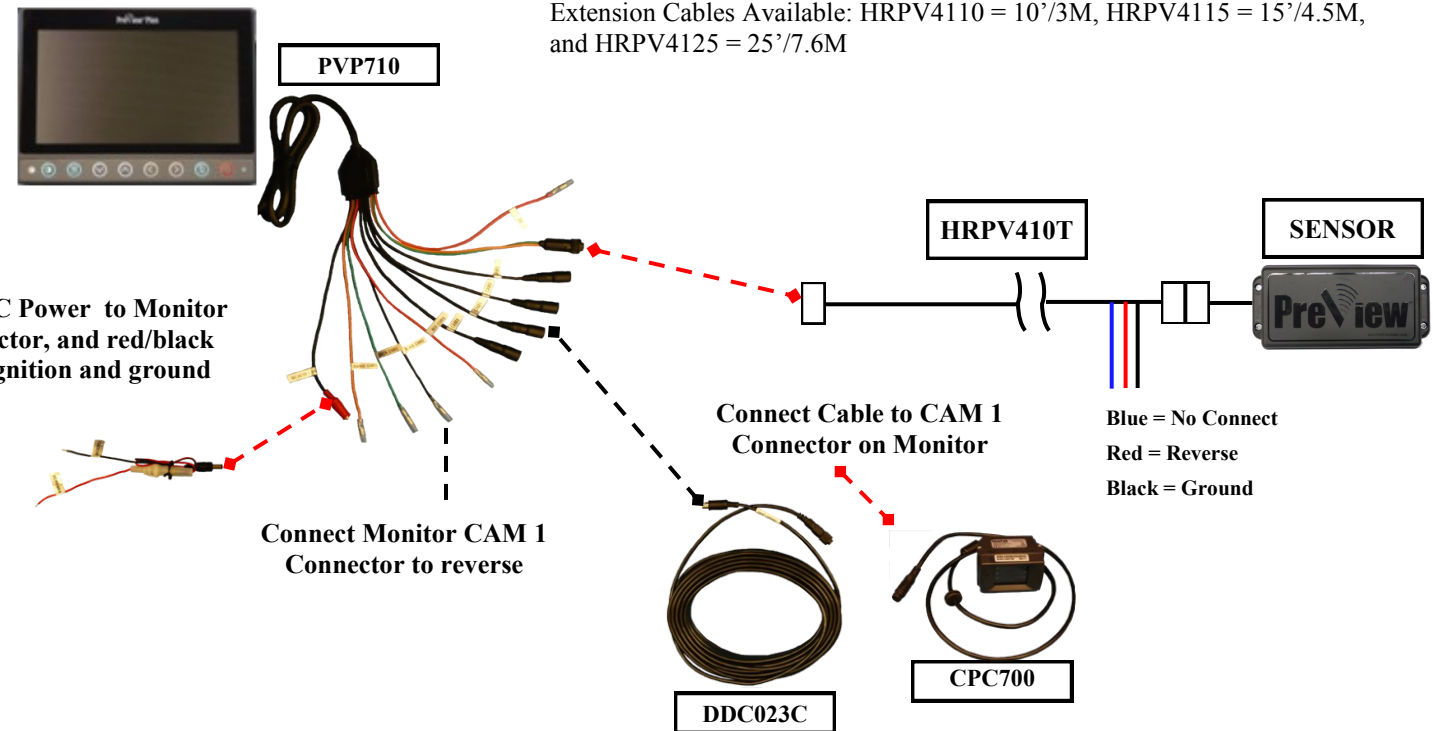 PreView Plus
Extension Cables Available: HRPV4110 = 10’/3M, HRPV4115 = 15’/4.5M,
and HRPV4125 = 25’/7.6M
PVP710
HRPV410T
SENSOR
PreView
C Power to Monitor
ctor, and red/black
gnition and ground
Connect Cable to CAM 1
Connector on Monitor
Blue = No Connect
Red = Reverse
Black = Ground
Connect Monitor CAM 1
Connector to reverse
CPC700
DDC023C